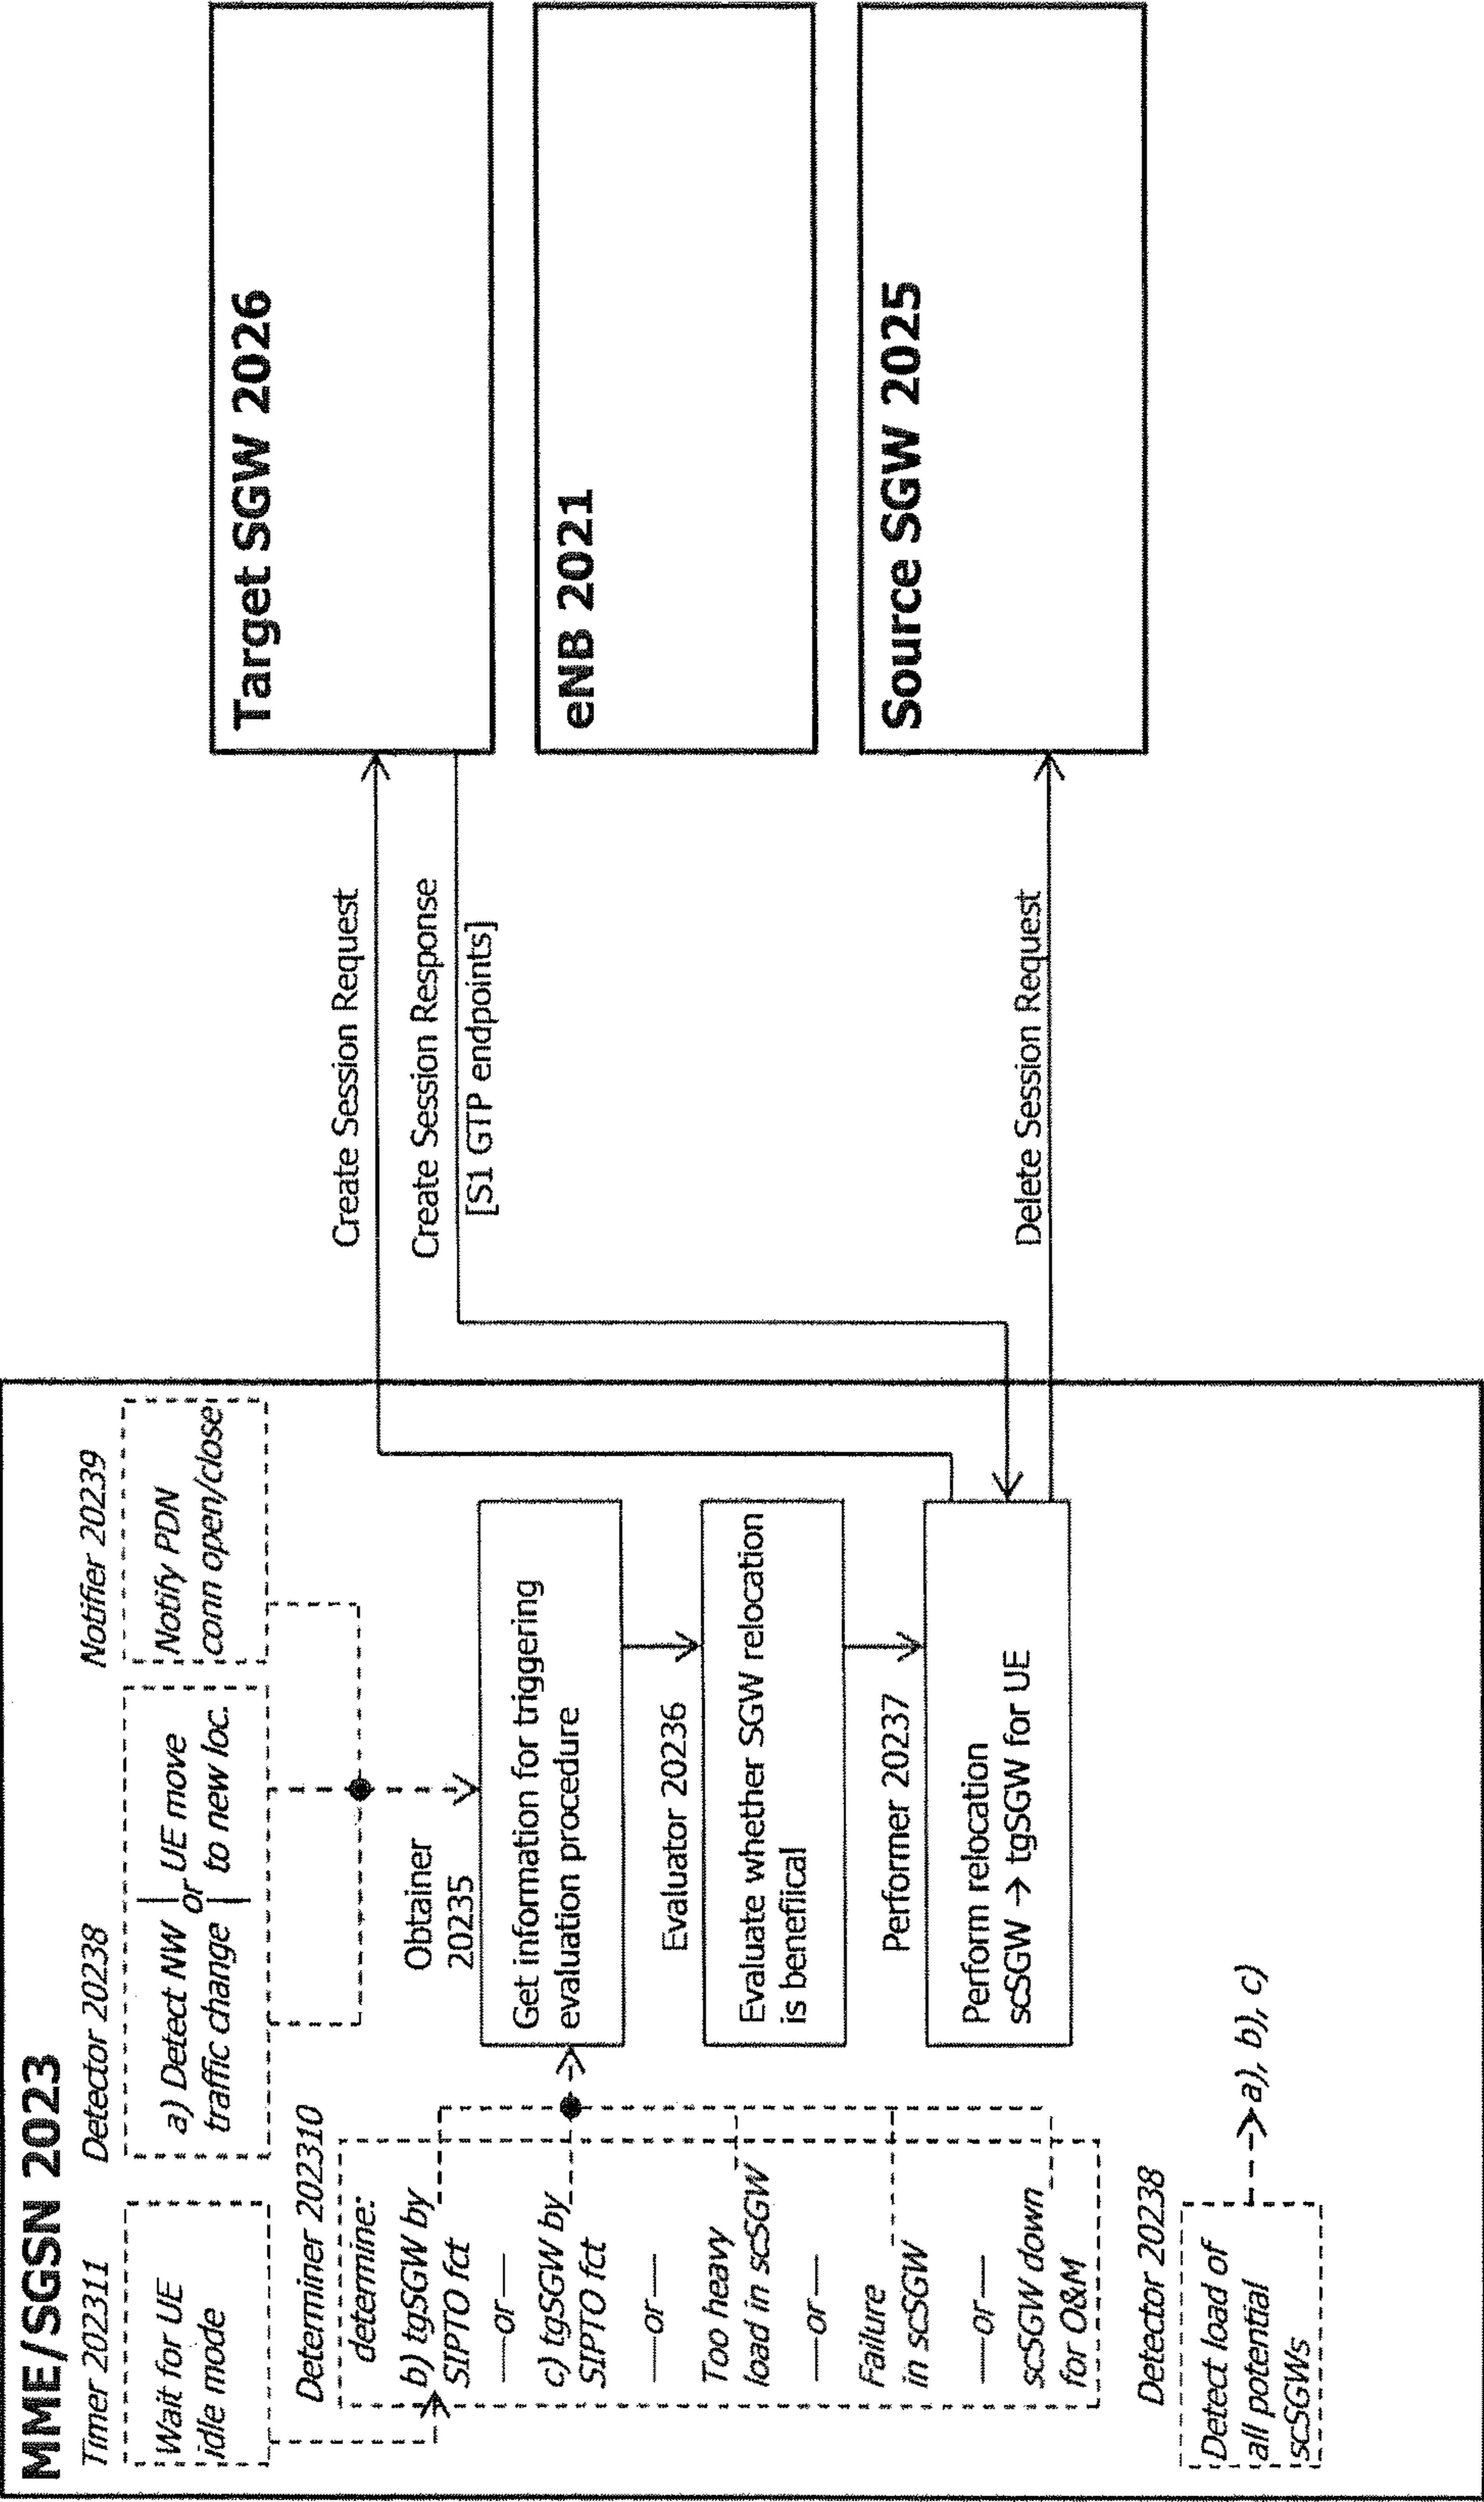 MME/SGSN 2023
Timer 202311
Wait for UE
idle mode
Detector 20238
a) Detect NW
traffic change
or
UE move
to new loc.
Notifier 20239
Notify PDN
conn open/close
Determiner 202310
determine:
b) tgSGW by
SIPTO fct
—or—
c) tgSGW by
SIPTO fct
—or—
Too heavy
load in scSGW
—or—
Failure
in scSGW
—or—
scSGW down
for O&M
Obtainer
20235
Get information for triggering
evaluation procedure
Evaluator 20236
Evaluate whether SGW relocation
is benefiical
Performer 20237
Perform relocation
scSGW → tgSGW for UE
Detector 20238
Detect load of
all potential
scSGWs
a), b), c)
Create Session Request
Create Session Response
[S1 GTP endpoints]
Delete Session Request
Target SGW 2026
eNB 2021
Source SGW 2025